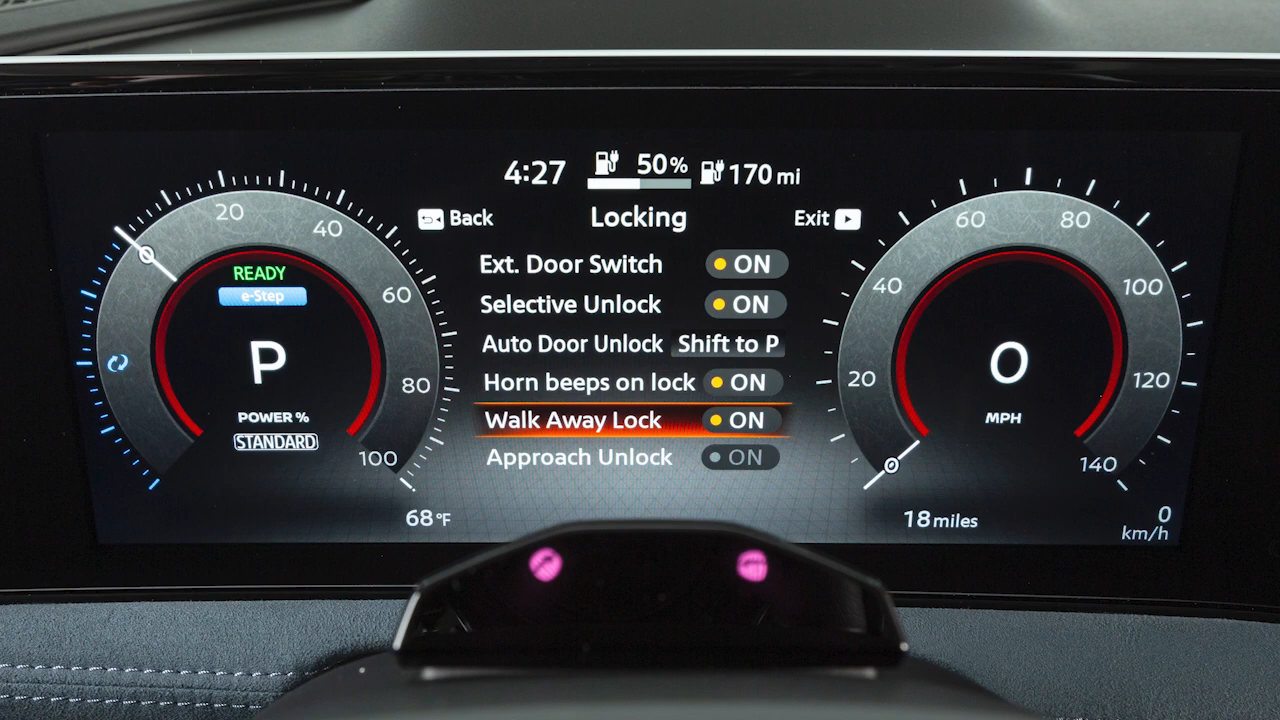 4:27 50% 170 mi
Back Locking Exit
Ext. Door Switch ON
Selective Unlock ON
Auto Door Unlock Shift to P
Horn beeps on lock ON
Walk Away Lock ON
Approach Unlock ON
0 20 40 60 80 100
READY
e-Step
P
POWER %
STANDARD
68°F
0 20 40 60 80 100 120 140
0
MPH
18 miles
0
km/h